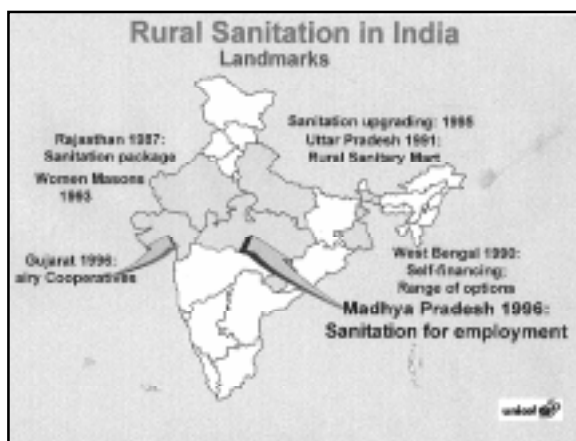 Rural Sanitation in India
Landmarks
Rajasthan 1987:
Sanitation package
Women Masons
1993
Sanitation upgrading: 1995
Uttar Pradesh 1991:
Rural Sanitary Mart
Gujarat 1996:
airy Cooperatives
West Bengal 1990:
Self-financing:
Range of options
Madhya Pradesh 1996:
Sanitation for employment
unicef